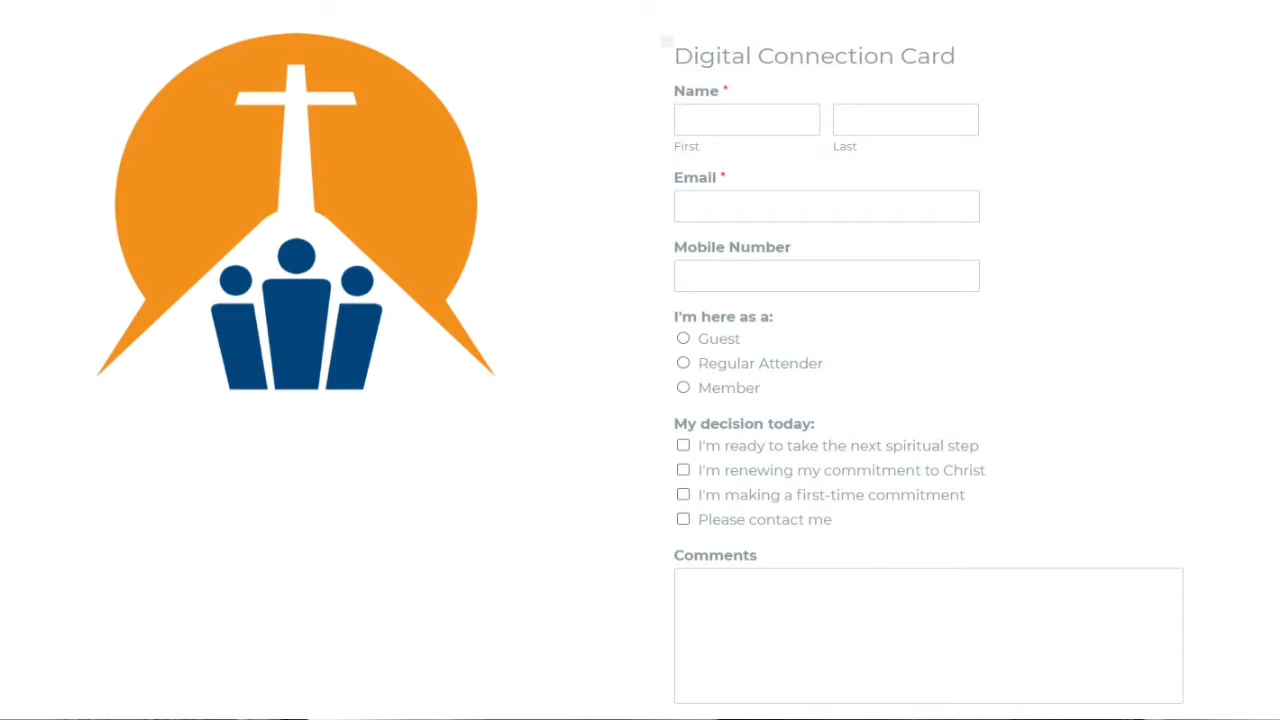 Digital Connection Card
Name *
First Last
Email *
Mobile Number
I'm here as a:
Guest
Regular Attender
Member
My decision today:
I'm ready to take the next spiritual step
I'm renewing my commitment to Christ
I'm making a first-time commitment
Please contact me
Comments